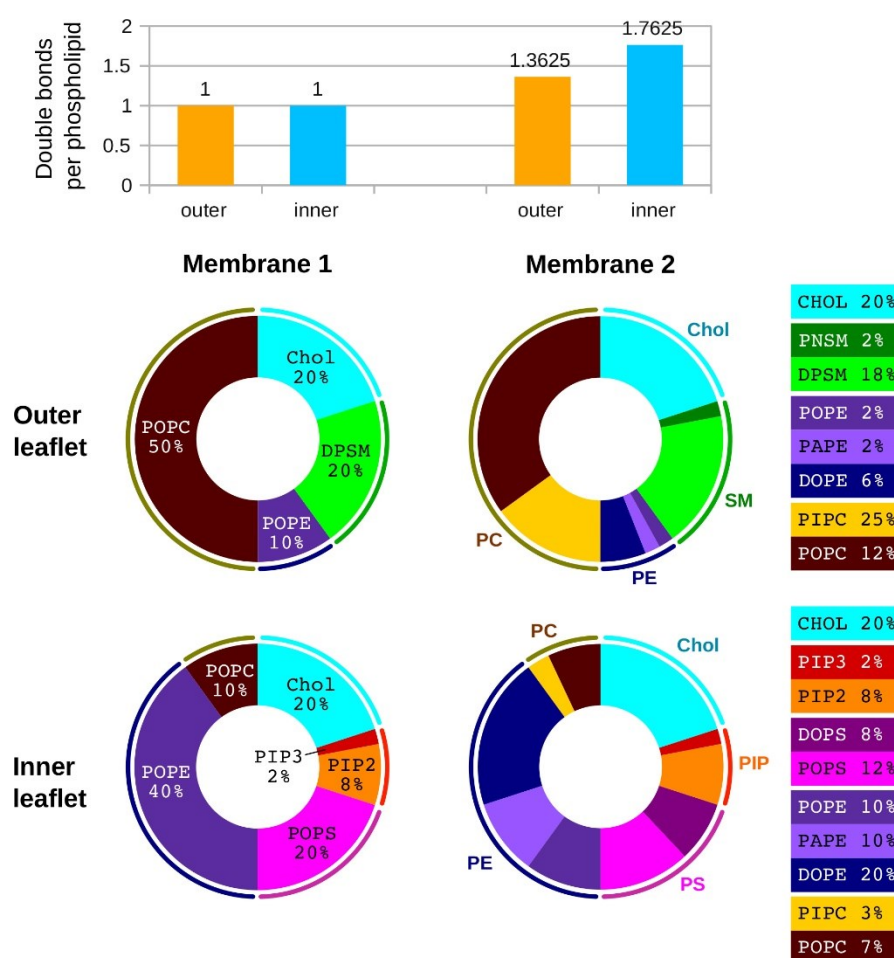 Double bonds
per phospholipid
2
1.5
1
0.5
0
1
1
1.3625
1.7625
outer
inner
outer
inner
Membrane 1
Membrane 2
Outer
leaflet
Chol
20%
DPSM
20%
POPE
10%
POPC
50%
Chol
SM
PE
PC
CHOL 20%
PNSM 2%
DPSM 18%
POPE 2%
PAPE 2%
DOPE 6%
PIPC 25%
POPC 12%
Inner
leaflet
Chol
20%
PIP3
2%
PIP2
8%
POPS
20%
POPE
40%
POPC
10%
PC
Chol
PIP
PS
PE
CHOL 20%
PIP3 2%
PIP2 8%
DOPS 8%
POPS 12%
POPE 10%
PAPE 10%
DOPE 20%
PIPC 3%
POPC 7%